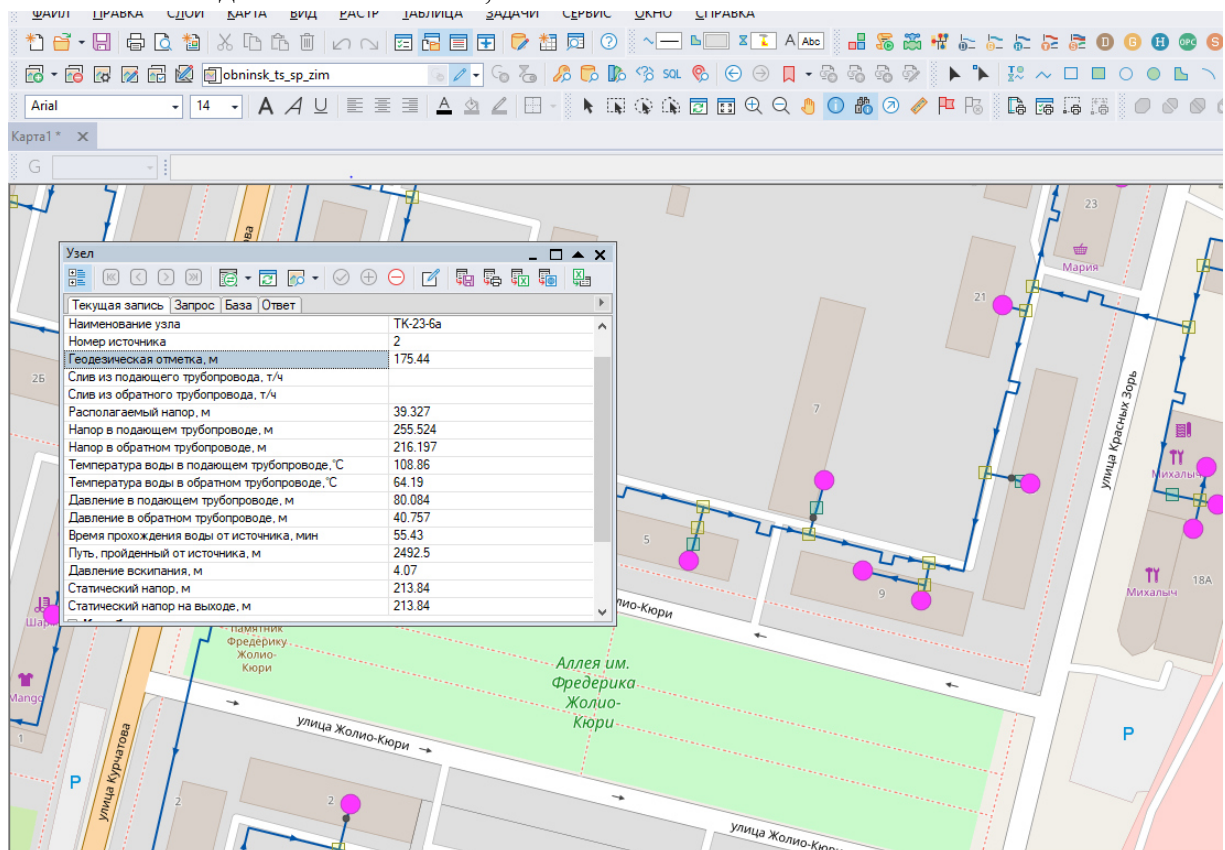 ФАЙЛ ПРАВКА СЛОИ КАРТА ВИД РАСТР ТАБЛИЦА ЗАДАЧИ СЕРВИС ОКНО СПРАВКА
A Abc D G H OPC S
obninsk_ts_sp_zim SQL
Arial 14 A A U A
Карта1 * X
G
Узел
Текущая запись Запрос База Ответ
Наименование узла ТК-23-6а
Номер источника 2
Геодезическая отметка, м 175.44
Слив из подающего трубопровода, т/ч
Слив из обратного трубопровода, т/ч
Располагаемый напор, м 39.327
Напор в подающем трубопроводе, м 255.524
Напор в обратном трубопроводе, м 216.197
Температура воды в подающем трубопроводе,°С 108.86
Температура воды в обратном трубопроводе,°С 64.19
Давление в подающем трубопроводе, м 80.084
Давление в обратном трубопроводе, м 40.757
Время прохождения воды от источника, мин 55.43
Путь, пройденный от источника, м 2492.5
Давление вскипания, м 4.07
Статический напор, м 213.84
Статический напор на выходе, м 213.84
23
Мария
21
2Б
7
улица Красных Зорь
Михалыч
5
9
18А
Михалыч
Памятник
Фредерику
Жолио-
Кюри
Аллея им.
Фредерика
Жолио-
Кюри
Mango
1
улица Жолио-Кюри
P
P
улица Курчатова
2
2
улица Жолио-Кюри